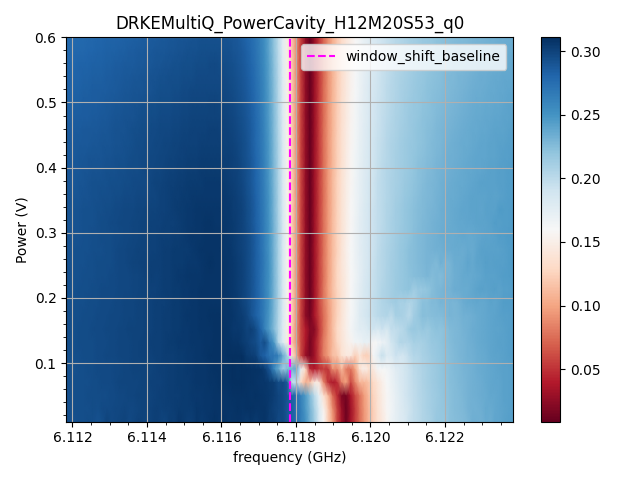 DRKEMultiQ_PowerCavity_H12M20S53_q0
window_shift_baseline
0.6
0.5
0.4
0.3
0.2
0.1
Power (V)
6.112 6.114 6.116 6.118 6.120 6.122
frequency (GHz)
0.30
0.25
0.20
0.15
0.10
0.05